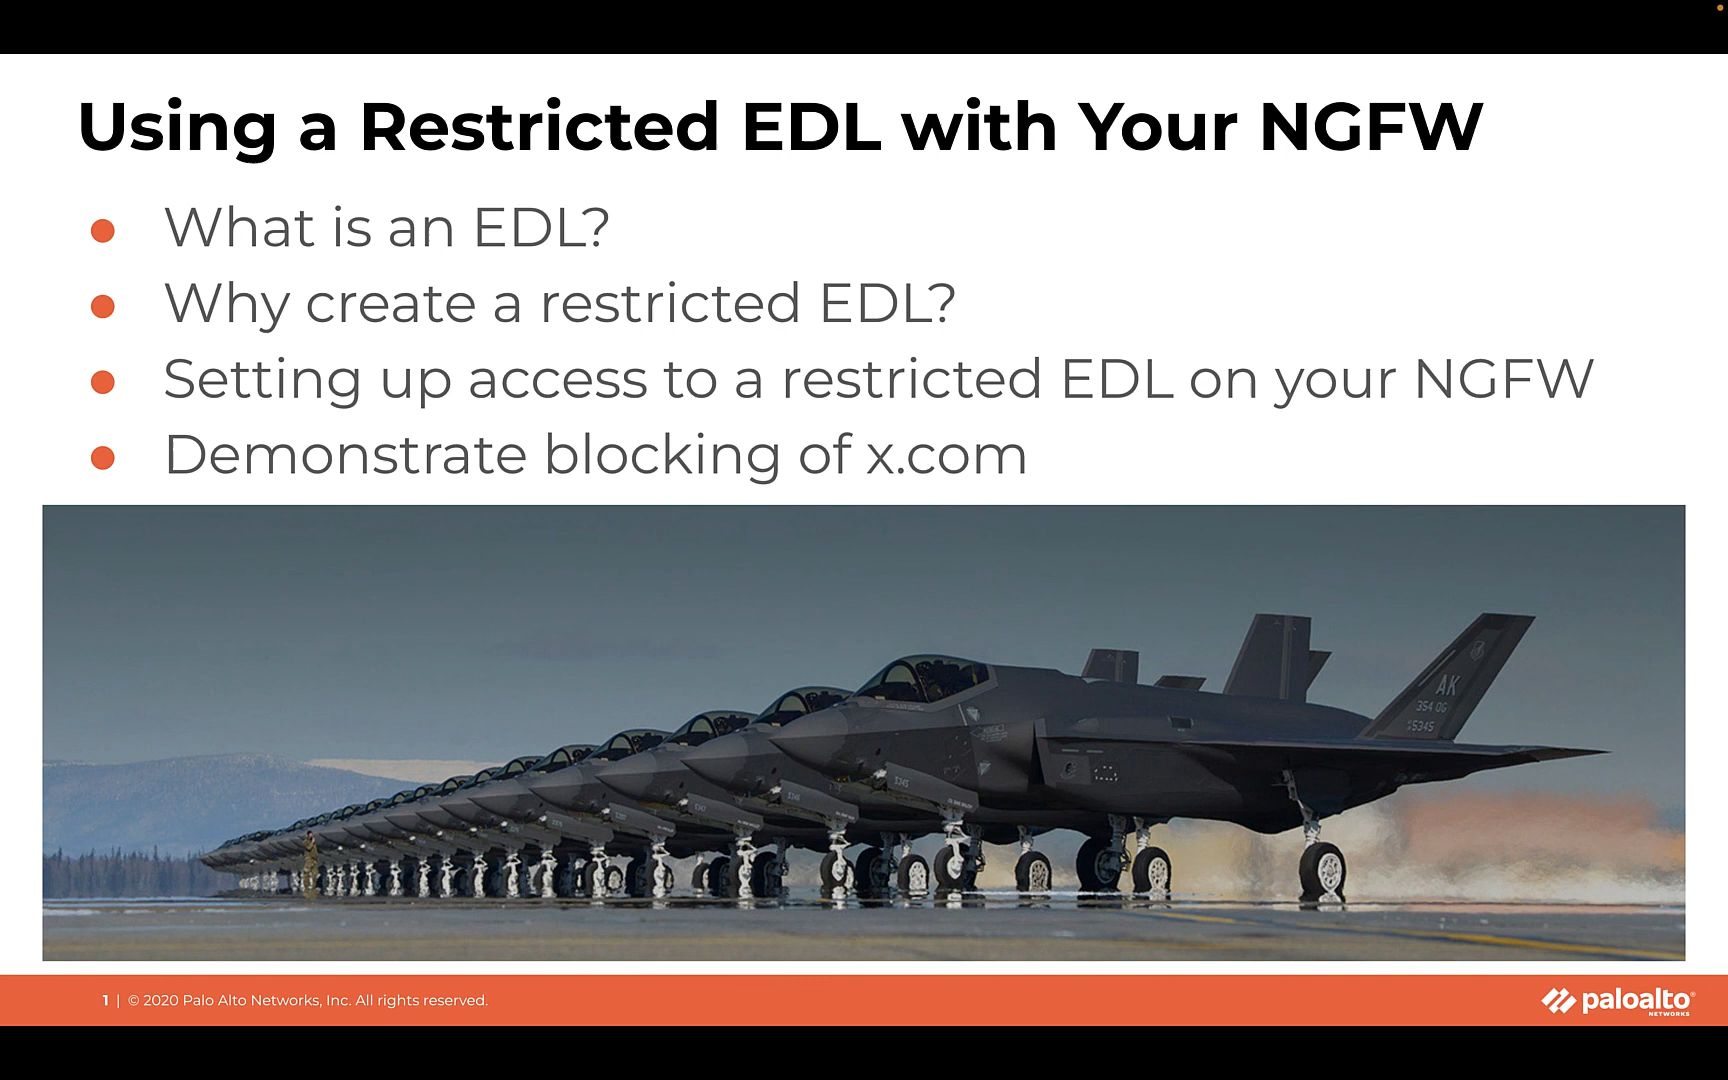 Using a Restricted EDL with Your NGFW
What is an EDL?
Why create a restricted EDL?
Setting up access to a restricted EDL on your NGFW
Demonstrate blocking of x.com
AK
354 OG
5345
1 | © 2020 Palo Alto Networks, Inc. All rights reserved.
paloalto®
NETWORKS